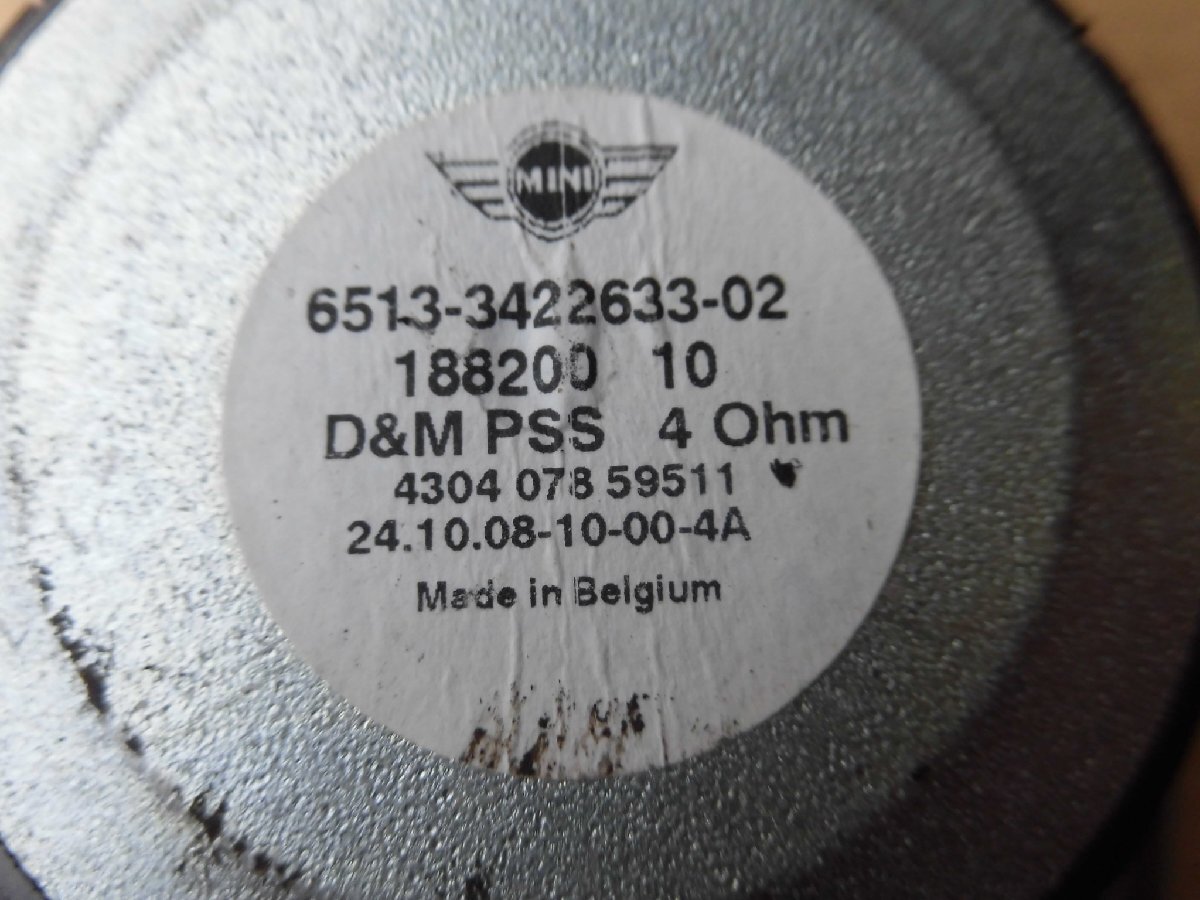 MINI
6513-3422633-02
188200 10
D&M PSS 4 Ohm
4304 078 59511
24.10.08-10-00-4A
Made in Belgium